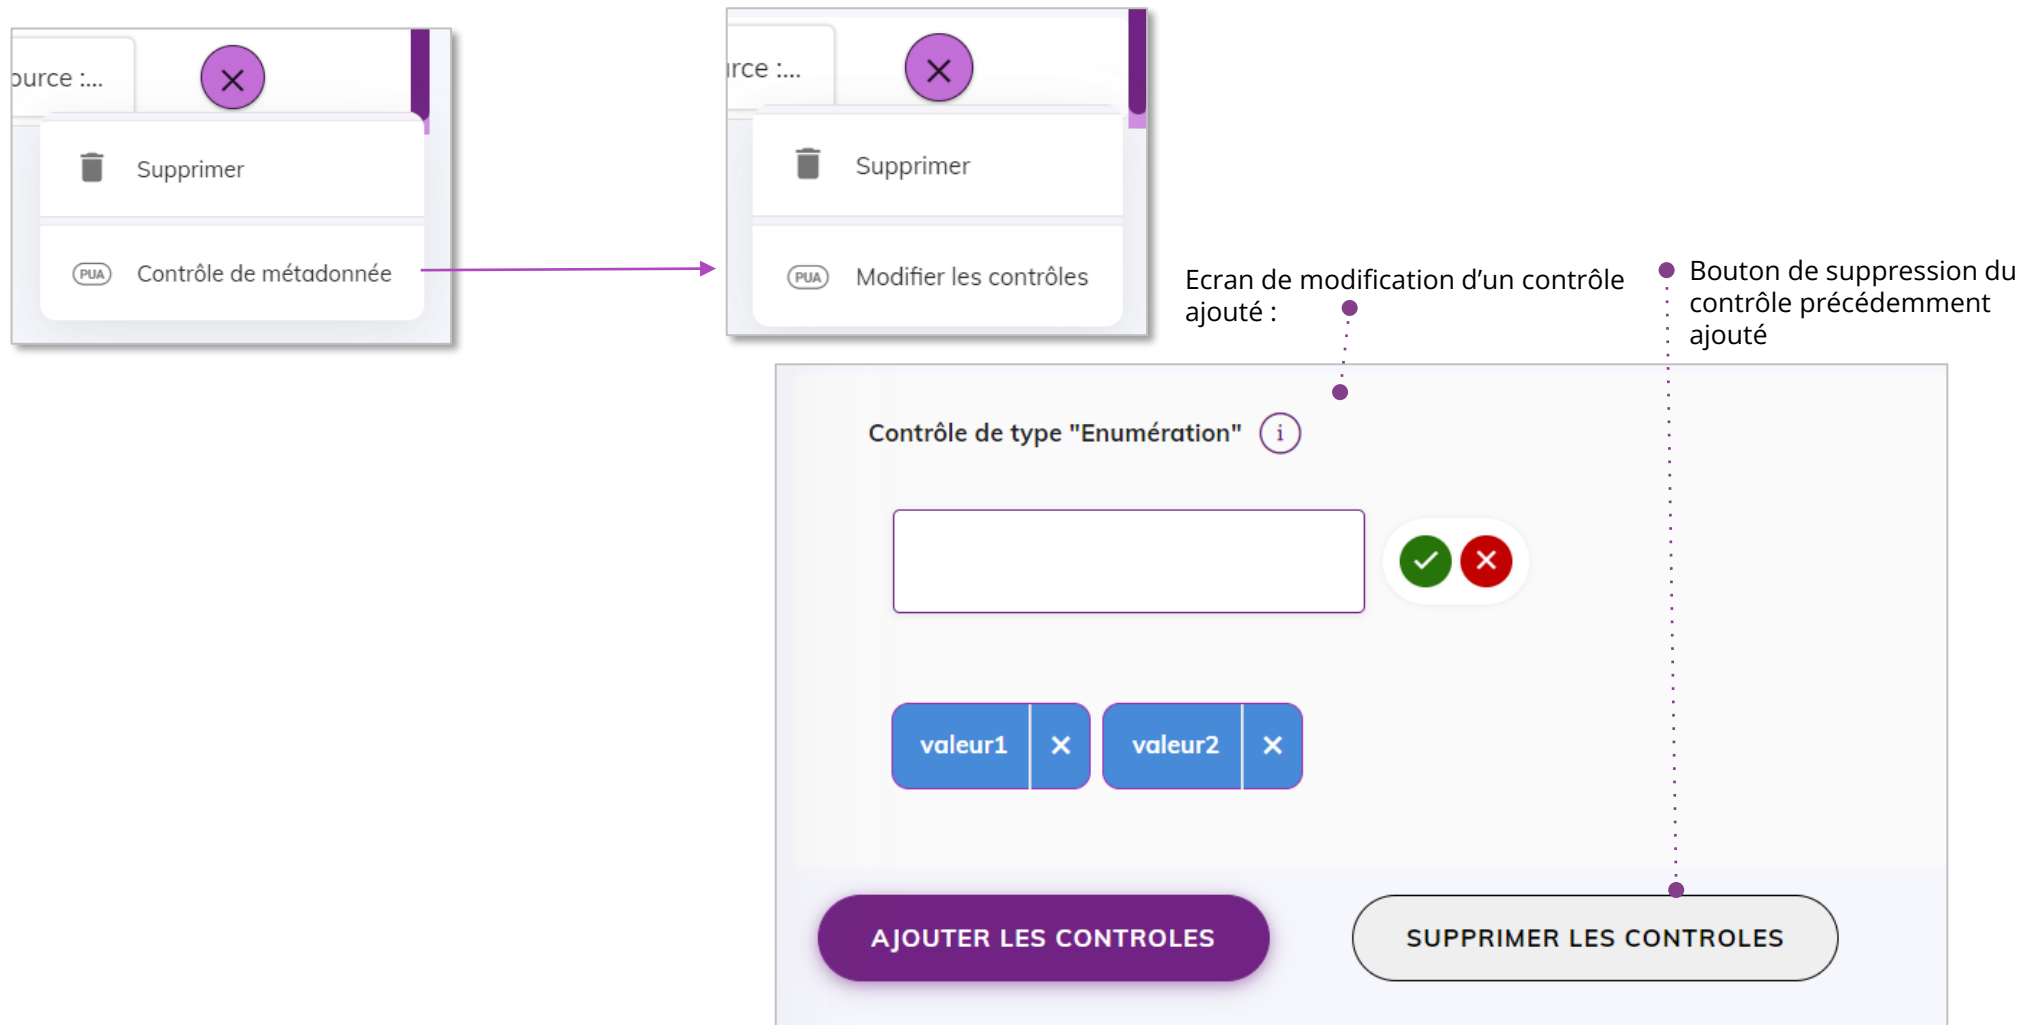 ource :...
Supprimer
PUA Contrôle de métadonnée
rce :...
Supprimer
PUA Modifier les contrôles
Ecran de modification d’un contrôle
ajouté :
Bouton de suppression du
contrôle précédemment
ajouté
Contrôle de type "Enumération" i
valeur1
valeur2
AJOUTER LES CONTROLES
SUPPRIMER LES CONTROLES